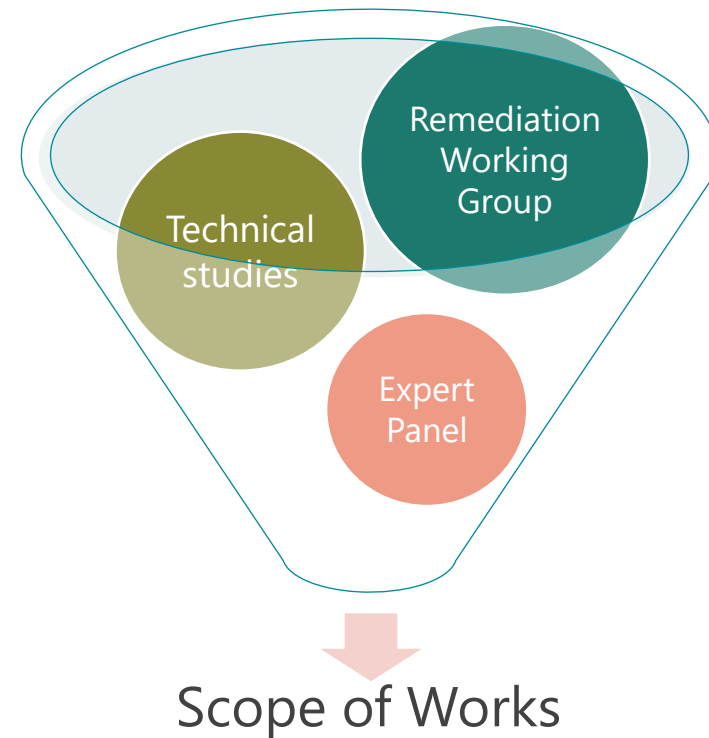 Remediation
Working
Group
Technical
studies
Expert
Panel
Scope of Works